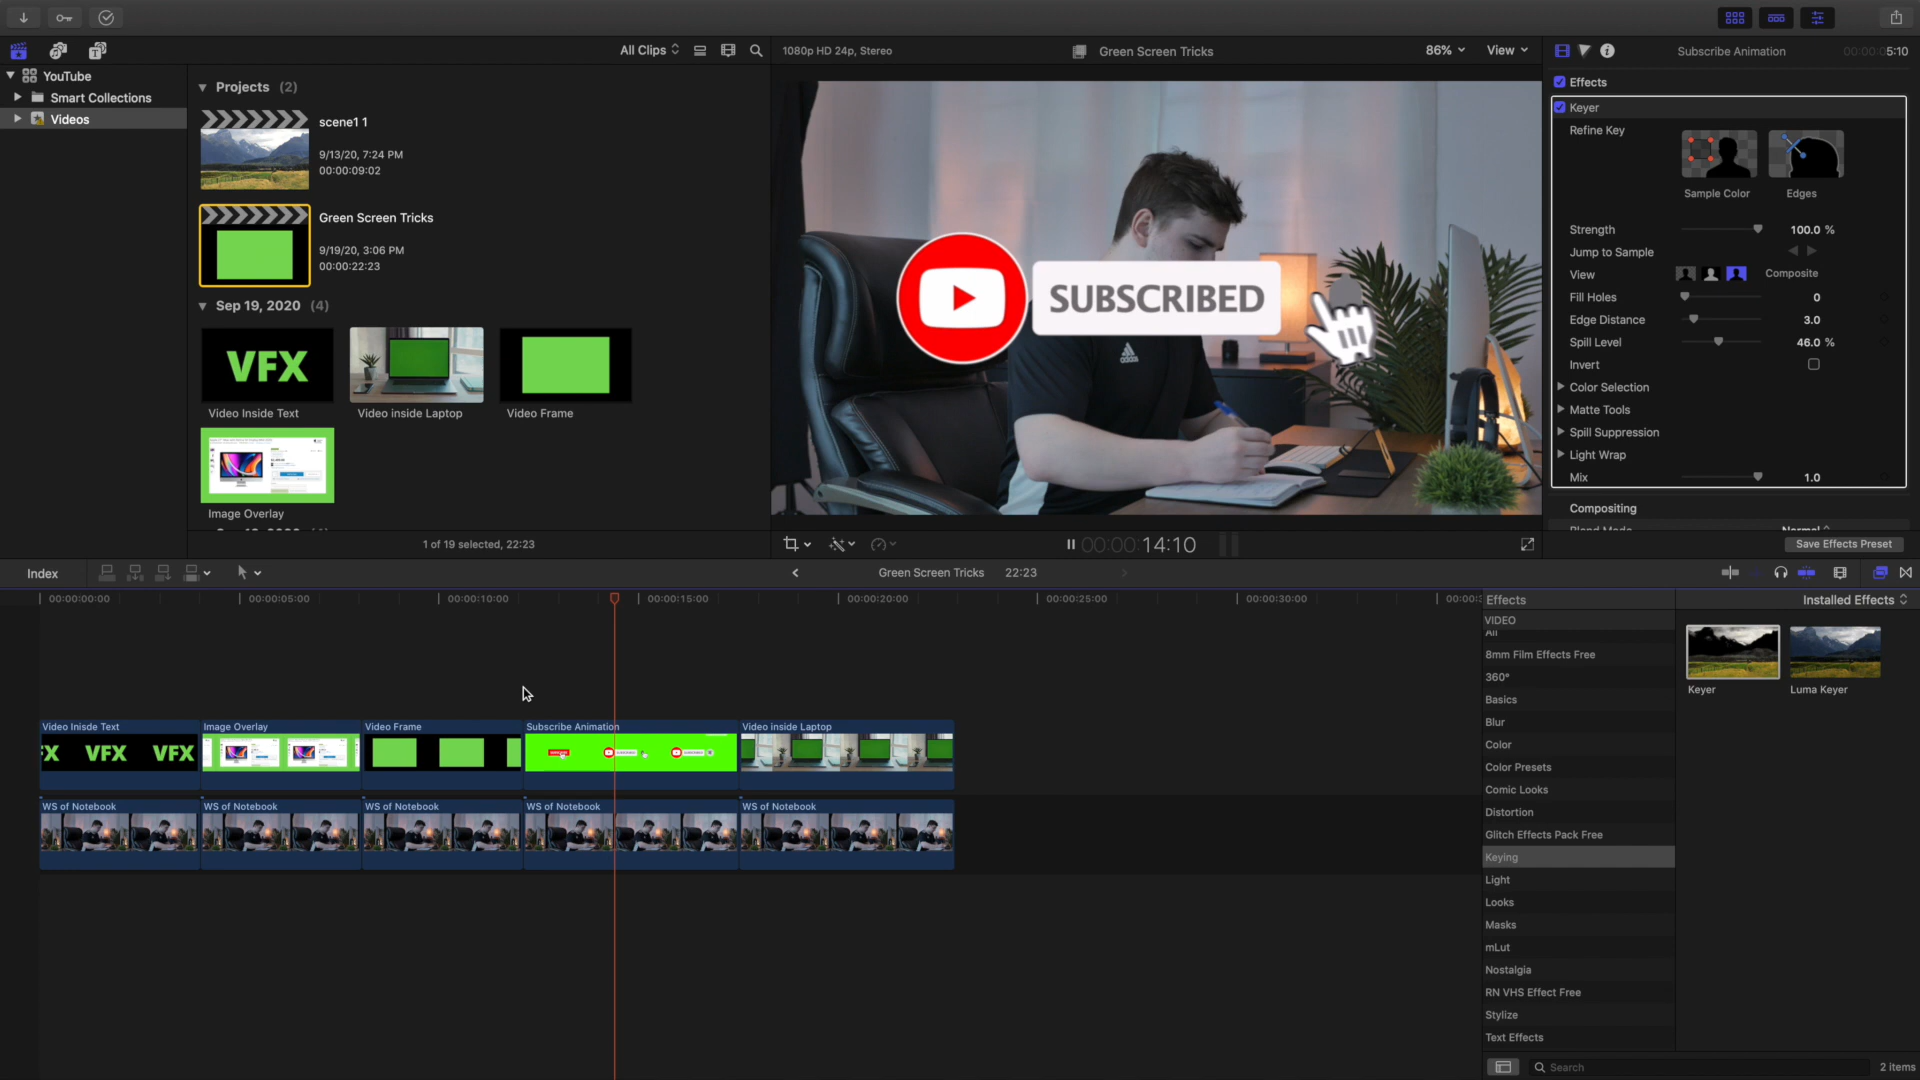 All Clips
1080p HD 24p, Stereo
Green Screen Tricks
86%
View
Subscribe Animation
00:00:05:10
YouTube
Smart Collections
Videos
Projects (2)
scene1 1
9/13/20, 7:24 PM
00:00:09:02
Green Screen Tricks
9/19/20, 3:06 PM
00:00:22:23
Sep 19, 2020 (4)
VFX
Video Inside Text
Video inside Laptop
Video Frame
Image Overlay
1 of 19 selected, 22:23
SUBSCRIBED
adidas
00:00:14:10
Effects
Keyer
Refine Key
Sample Color
Edges
Strength 100.0 %
Jump to Sample
View Composite
Fill Holes 0
Edge Distance 3.0
Spill Level 46.0 %
Invert
Color Selection
Matte Tools
Spill Suppression
Light Wrap
Mix 1.0
Compositing
Blend Mode Normal
Save Effects Preset
Index
Green Screen Tricks 22:23
00:00:00:00
00:00:05:00
00:00:10:00
00:00:15:00
00:00:20:00
00:00:25:00
00:00:30:00
Video Inisde Text
Image Overlay
Video Frame
Subscribe Animation
Video inside Laptop
FX VFX VFX
WS of Notebook
WS of Notebook
WS of Notebook
WS of Notebook
WS of Notebook
Effects
Installed Effects
VIDEO
All
8mm Film Effects Free
360°
Basics
Blur
Color
Color Presets
Comic Looks
Distortion
Glitch Effects Pack Free
Keying
Light
Looks
Masks
mLut
Nostalgia
RN VHS Effect Free
Stylize
Text Effects
Keyer
Luma Keyer
Search
2 items